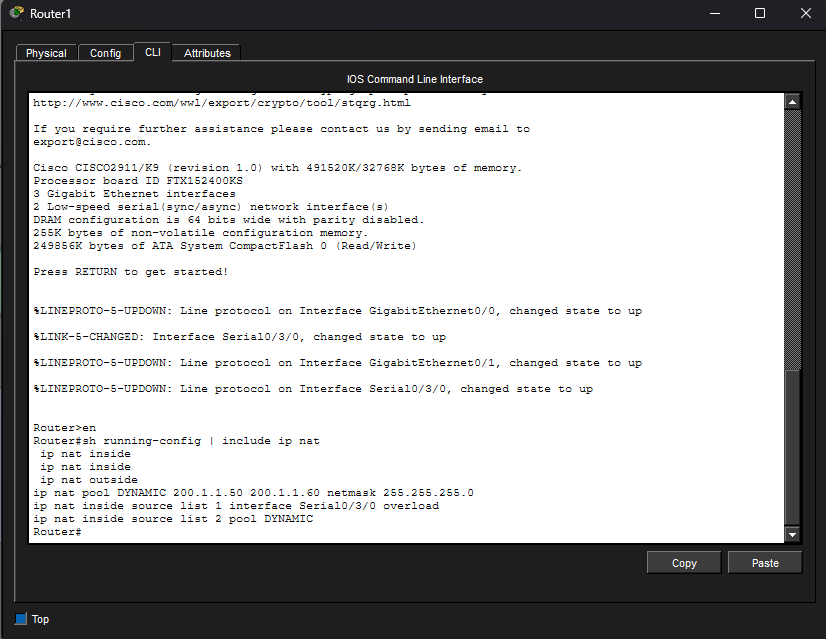 Router1
Physical Config CLI Attributes
IOS Command Line Interface
http://www.cisco.com/wwl/export/crypto/tool/stqrg.html
If you require further assistance please contact us by sending email to
export@cisco.com.
Cisco CISCO2911/K9 (revision 1.0) with 491520K/32768K bytes of memory.
Processor board ID FTX152400KS
3 Gigabit Ethernet interfaces
2 Low-speed serial(sync/async) network interface(s)
DRAM configuration is 64 bits wide with parity disabled.
255K bytes of non-volatile configuration memory.
249856K bytes of ATA System CompactFlash 0 (Read/Write)
Press RETURN to get started!
%LINEPROTO-5-UPDOWN: Line protocol on Interface GigabitEthernet0/0, changed state to up
%LINK-5-CHANGED: Interface Serial0/3/0, changed state to up
%LINEPROTO-5-UPDOWN: Line protocol on Interface GigabitEthernet0/1, changed state to up
%LINEPROTO-5-UPDOWN: Line protocol on Interface Serial0/3/0, changed state to up
Router>en
Router#sh running-config | include ip nat
ip nat inside
ip nat inside
ip nat outside
ip nat pool DYNAMIC 200.1.1.50 200.1.1.60 netmask 255.255.255.0
ip nat inside source list 1 interface Serial0/3/0 overload
ip nat inside source list 2 pool DYNAMIC
Router#
Copy Paste
Top